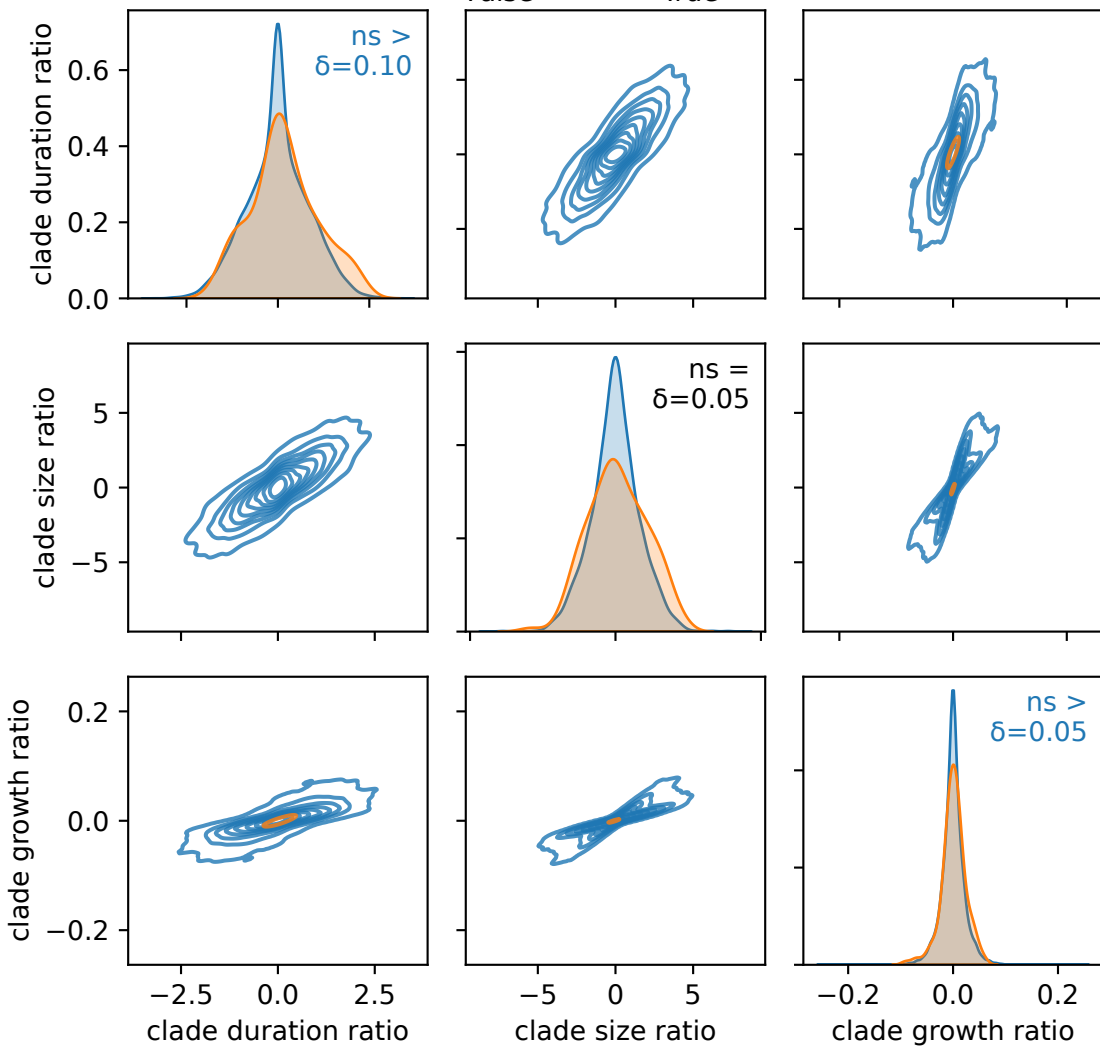 clade duration ratio
0.6
0.4
0.2
0.0
ns >
δ=0.10
clade size ratio
5
0
−5
ns =
δ=0.05
clade growth ratio
0.2
0.0
−0.2
ns >
δ=0.05
−2.5 0.0 2.5
−5 0 5
−0.2 0.0 0.2
clade duration ratio
clade size ratio
clade growth ratio